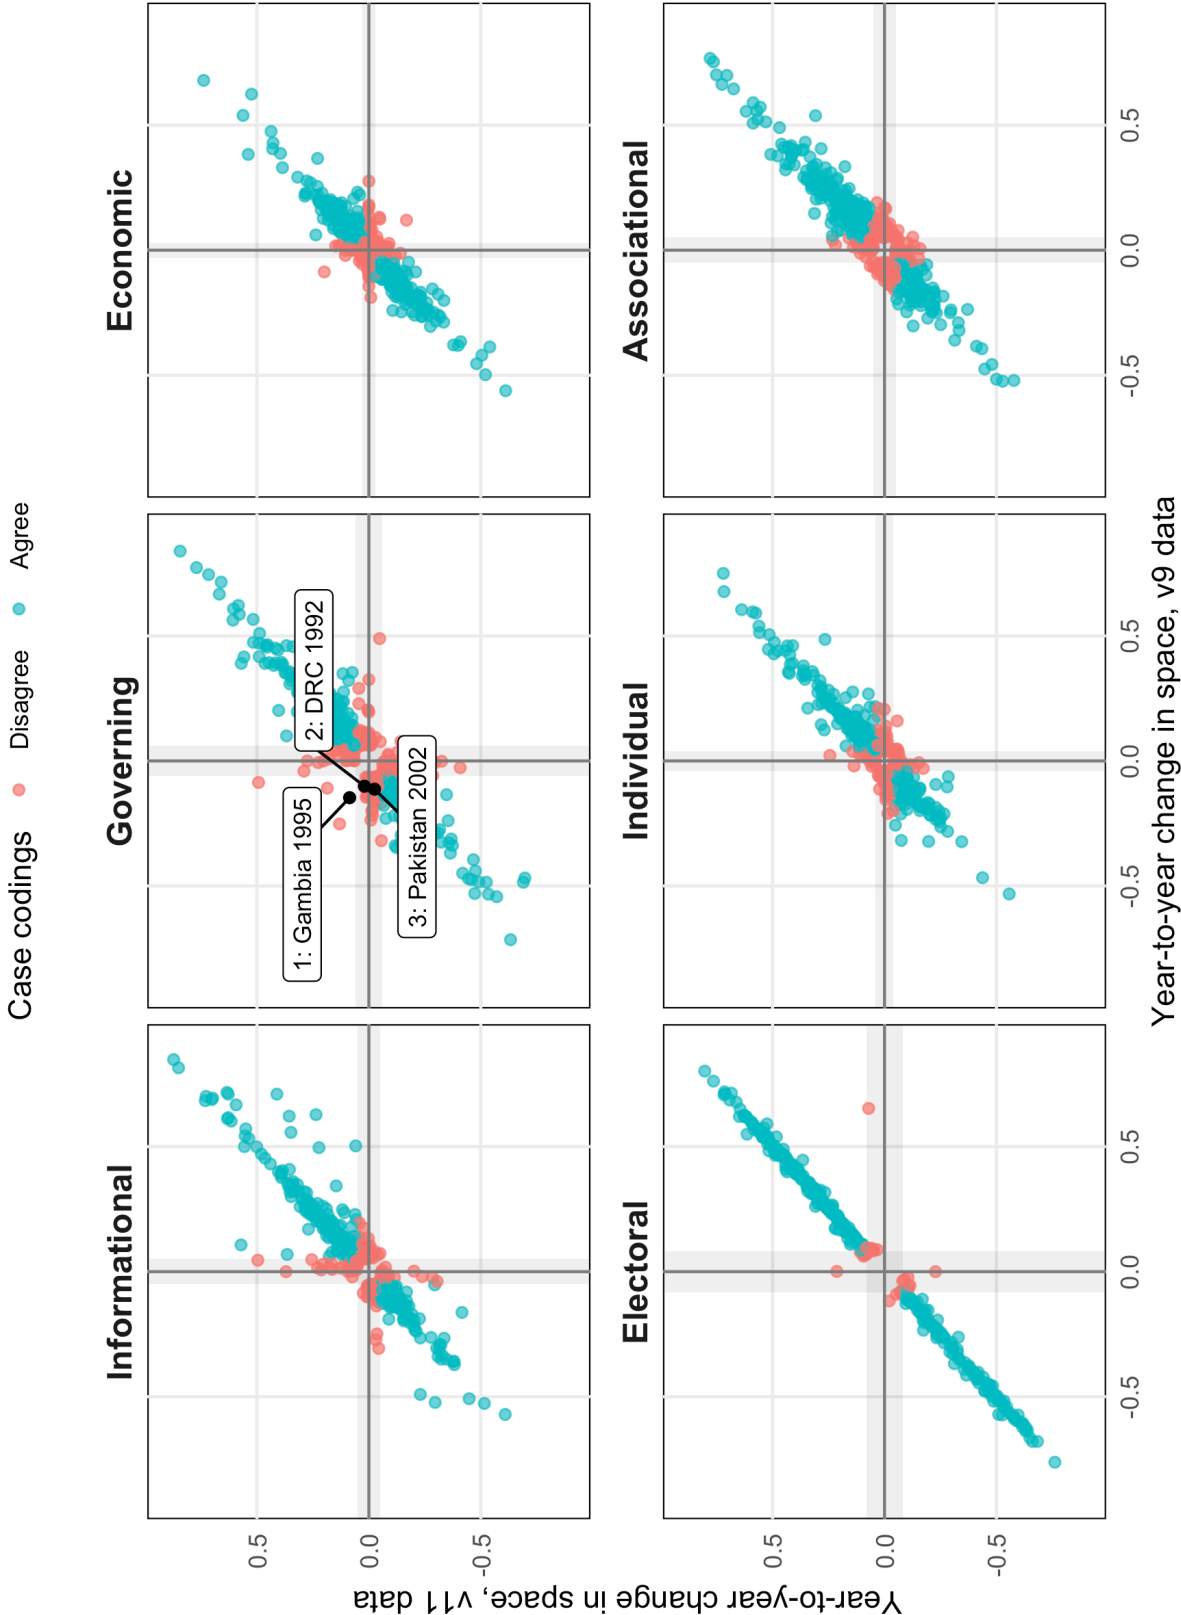 Case codings
Disagree
Agree
Informational
Governing
Economic
1: Gambia 1995
2: DRC 1992
3: Pakistan 2002
0.5
0.0
-0.5
Electoral
Individual
Associational
0.5
0.0
-0.5
-0.5
0.0
0.5
-0.5
0.0
0.5
-0.5
0.0
0.5
Year-to-year change in space, v11 data
Year-to-year change in space, v9 data